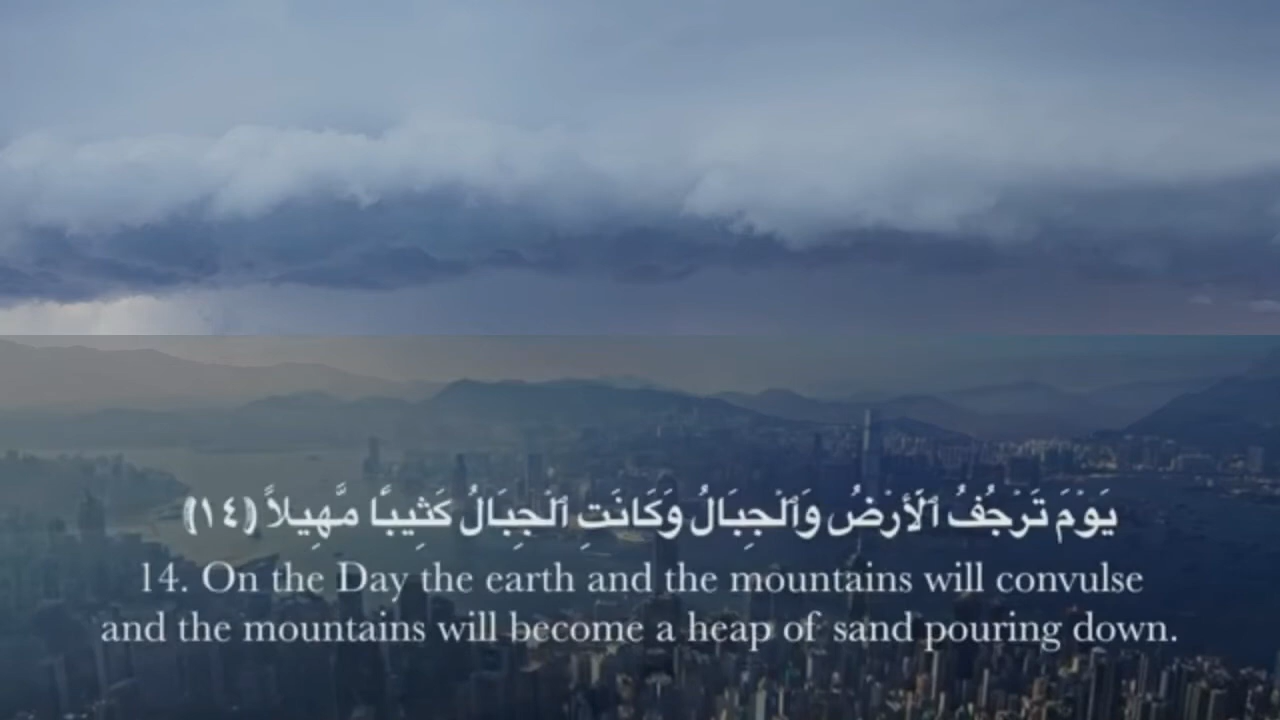 يَوْمَ تَرْجُفُ ٱلْأَرْضُ وَٱلْجِبَالُ وَكَانَتِ ٱلْجِبَالُ كَثِيبًا مَّهِيلاً ﴿١٤﴾
14. On the Day the earth and the mountains will convulse
and the mountains will become a heap of sand pouring down.